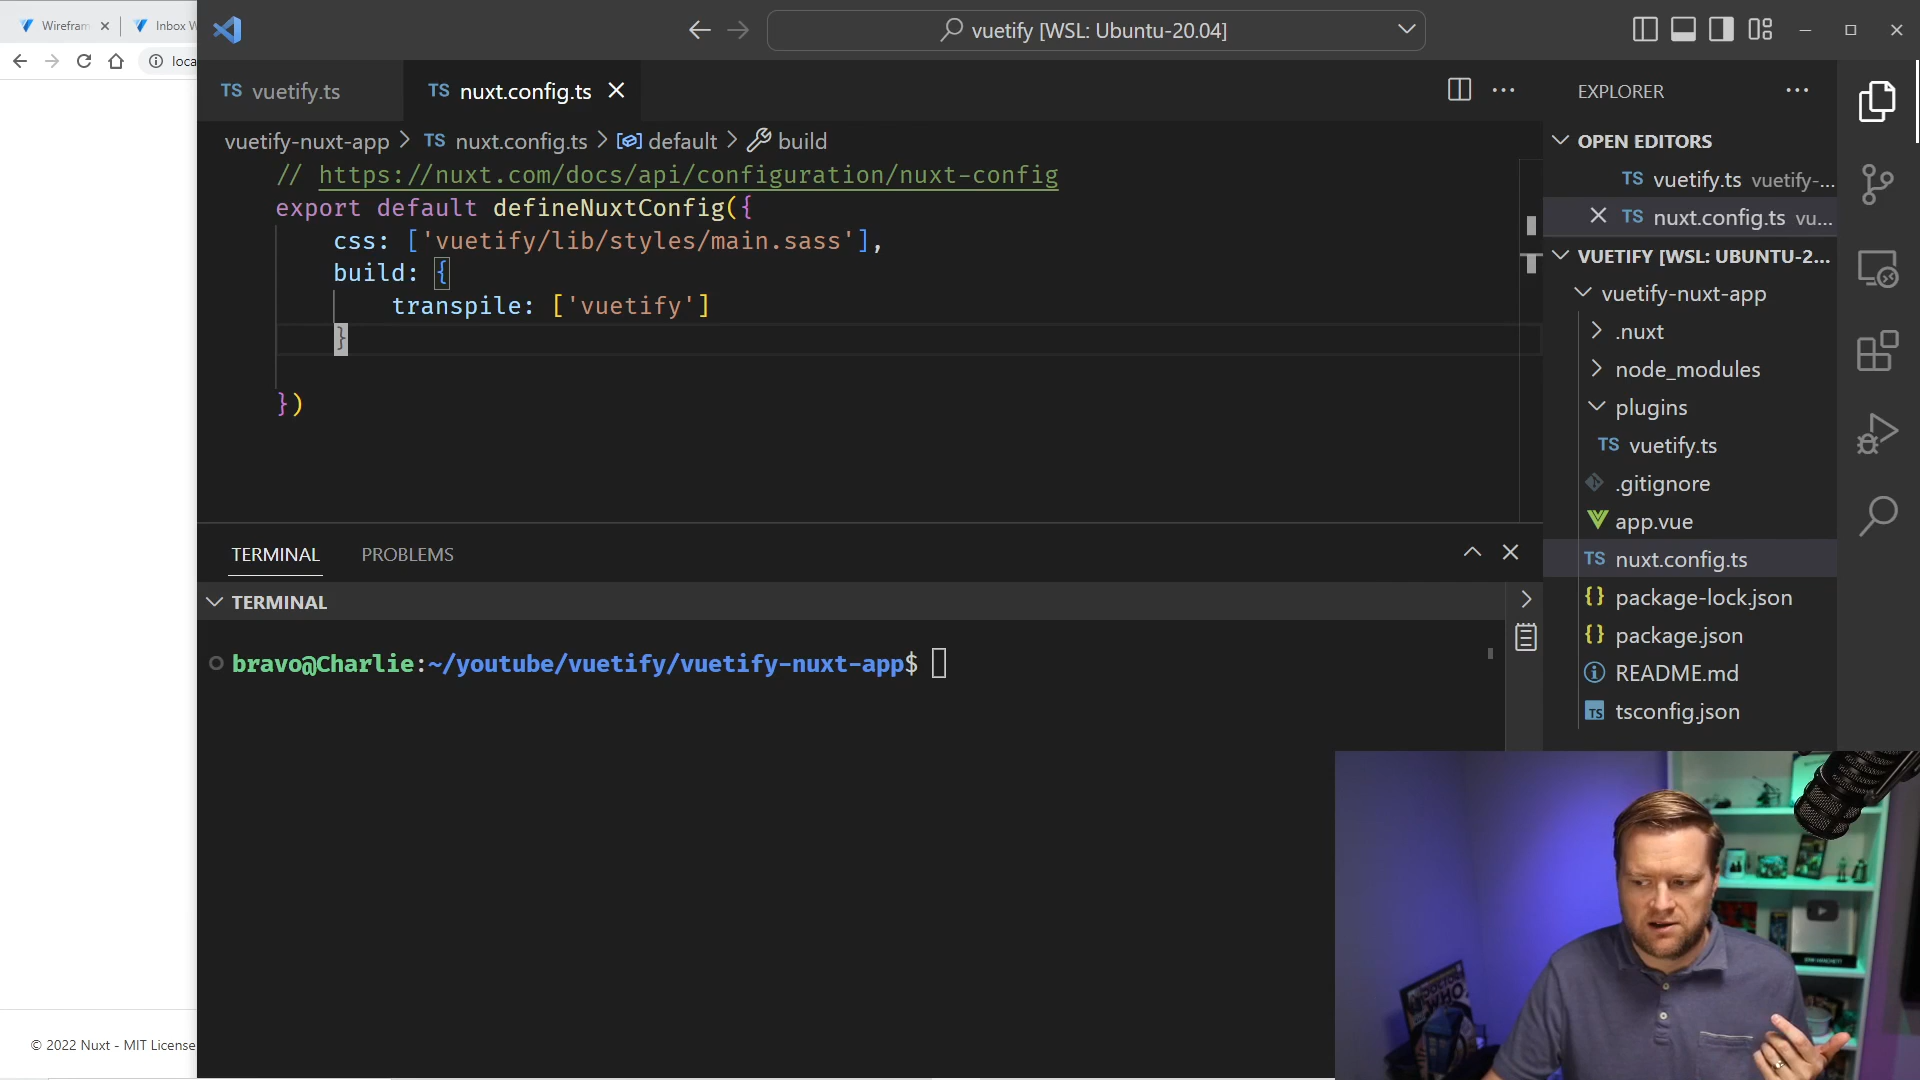 Wirefram
Inbox W
loca
vuetify [WSL: Ubuntu-20.04]
TS vuetify.ts
TS nuxt.config.ts
vuetify-nuxt-app > TS nuxt.config.ts > default > build
// https://nuxt.com/docs/api/configuration/nuxt-config
export default defineNuxtConfig({
css: ['vuetify/lib/styles/main.sass'],
build: {
transpile: ['vuetify']
}
})
EXPLORER
OPEN EDITORS
TS vuetify.ts vuetify-...
TS nuxt.config.ts vu...
VUETIFY [WSL: UBUNTU-2...
vuetify-nuxt-app
.nuxt
node_modules
plugins
TS vuetify.ts
.gitignore
app.vue
TS nuxt.config.ts
{} package-lock.json
{} package.json
README.md
TS tsconfig.json
TERMINAL
PROBLEMS
TERMINAL
bravo@Charlie:~/youtube/vuetify/vuetify-nuxt-app$
© 2022 Nuxt - MIT License